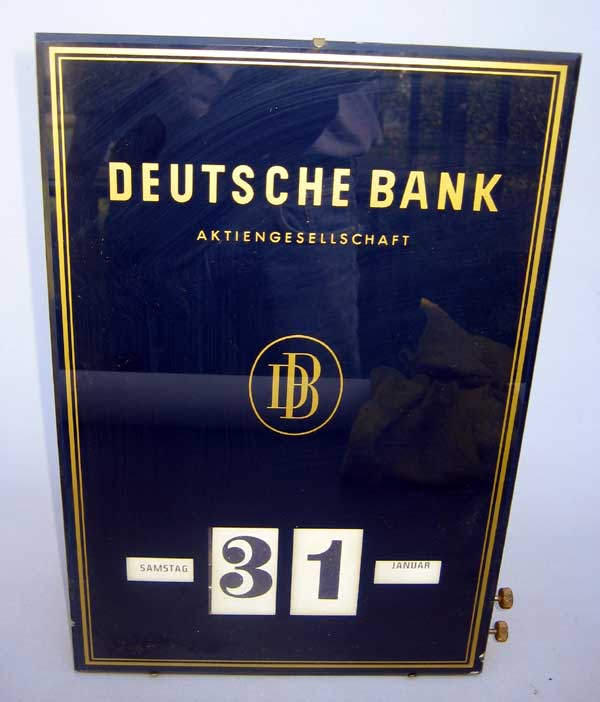 DEUTSCHE BANK
AKTIENGESELLSCHAFT
DB
SAMSTAG 31 JANUAR